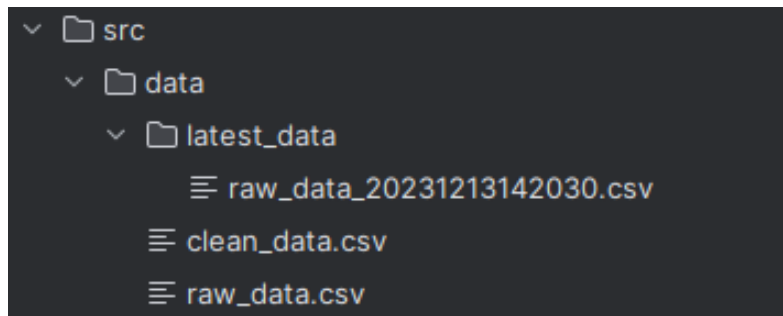 src
data
latest_data
raw_data_20231213142030.csv
clean_data.csv
raw_data.csv